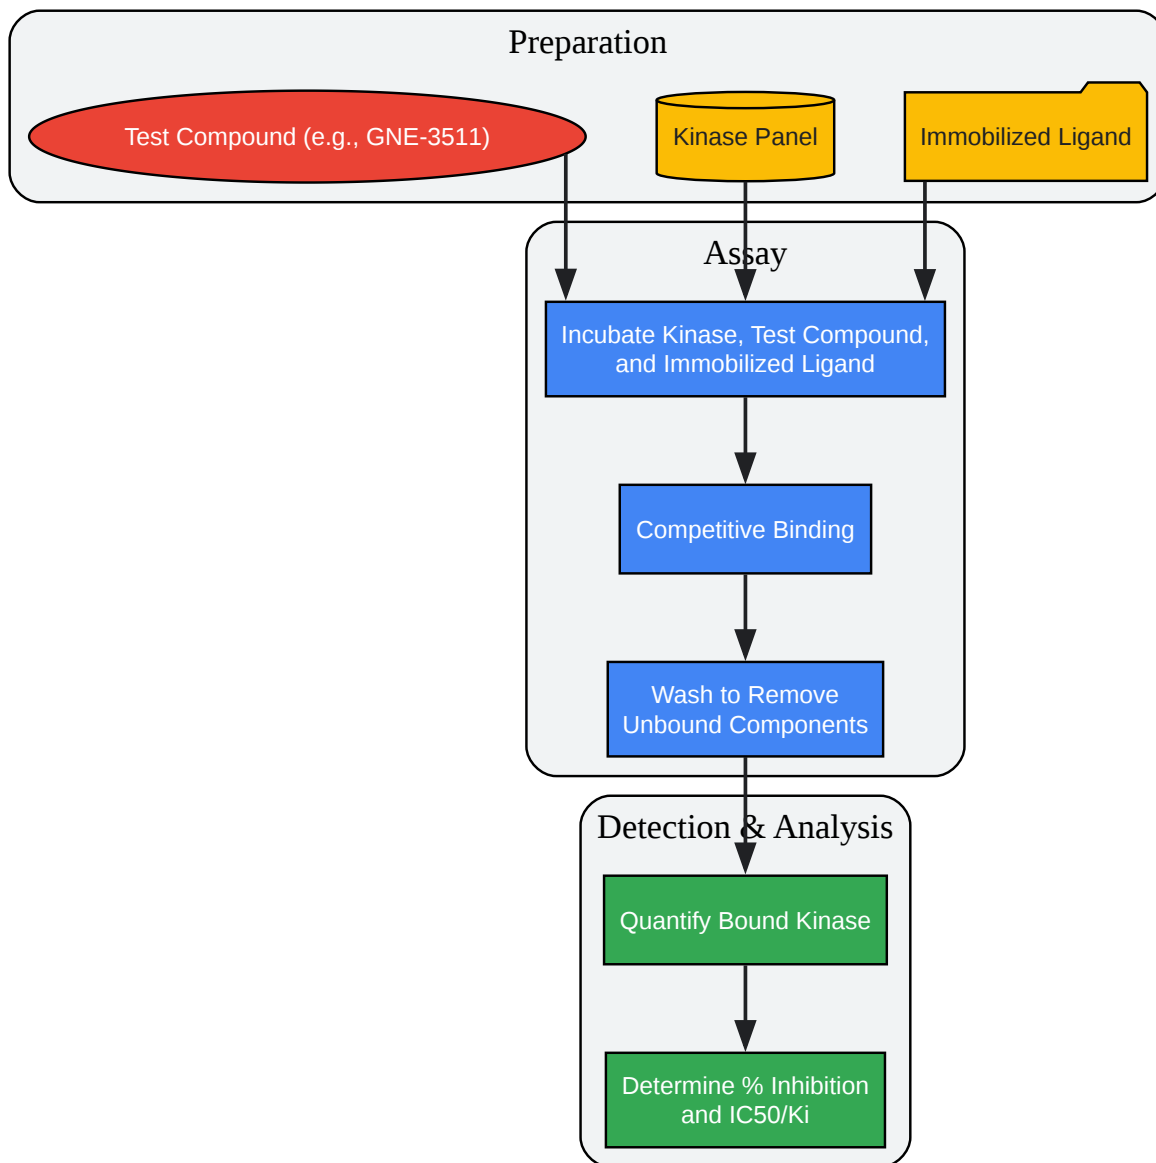 Preparation
Test Compound (e.g., GNE-3511)
Kinase Panel
Immobilized Ligand
Assay
Incubate Kinase, Test Compound,
and Immobilized Ligand
Competitive Binding
Wash to Remove
Unbound Components
Detection & Analysis
Quantify Bound Kinase
Determine % Inhibition
and IC50/Ki